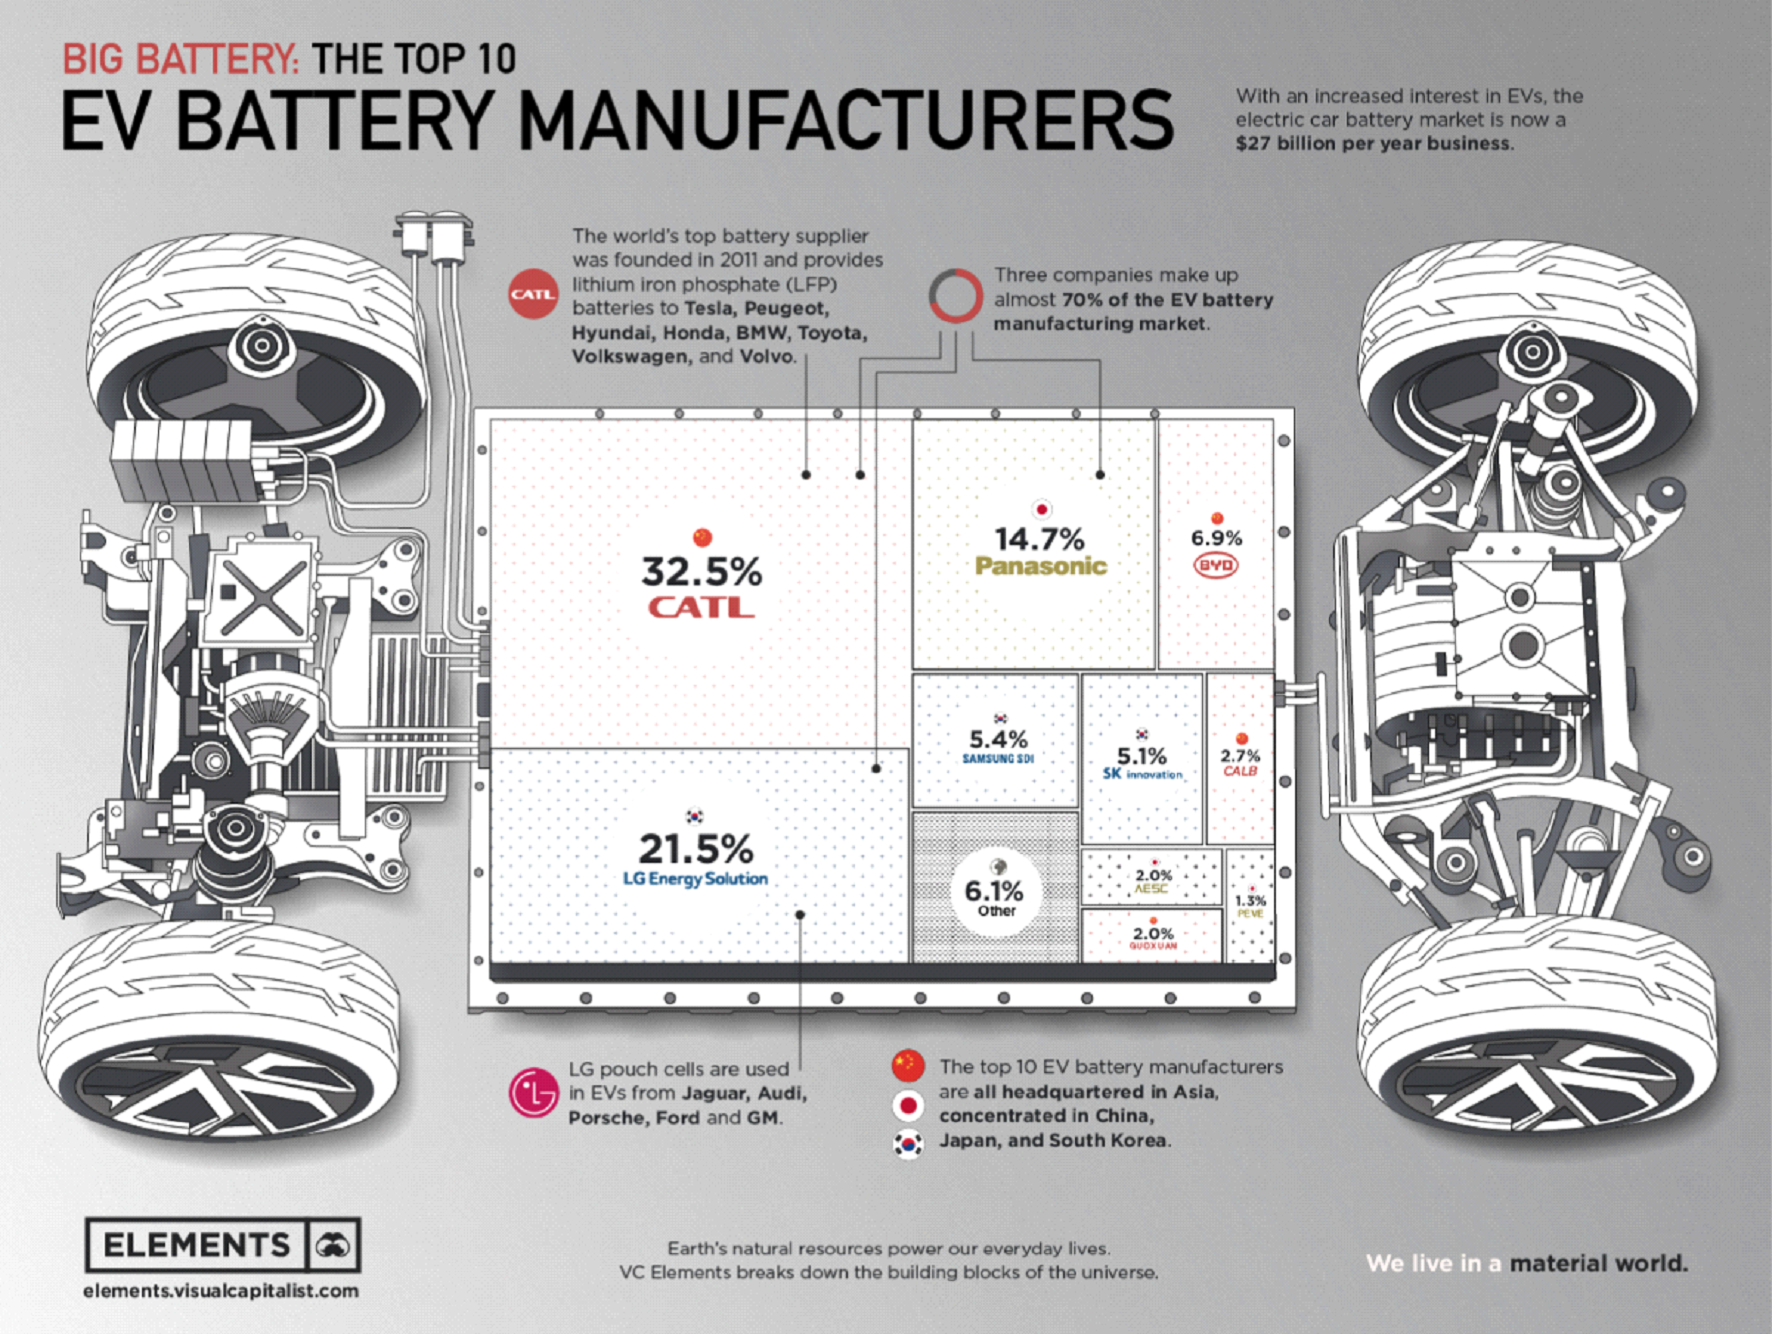 BIG BATTERY: THE TOP 10
EV BATTERY MANUFACTURERS
With an increased interest in EVs, the
electric car battery market is now a
$27 billion per year business.
CATL
The world's top battery supplier
was founded in 2011 and provides
lithium iron phosphate (LFP)
batteries to Tesla, Peugeot,
Hyundai, Honda, BMW, Toyota,
Volkswagen, and Volvo.
Three companies make up
almost 70% of the EV battery
manufacturing market.
32.5%
CATL
14.7%
Panasonic
6.9%
BYD
21.5%
LG Energy Solution
5.4%
SAMSUNG SDI
5.1%
SK innovation
2.7%
CALB
6.1%
Other
2.0%
AESC
2.0%
GUOXUAN
1.3%
PEVE
LG
LG pouch cells are used
in EVs from Jaguar, Audi,
Porsche, Ford and GM.
The top 10 EV battery manufacturers
are all headquartered in Asia,
concentrated in China,
Japan, and South Korea.
ELEMENTS
elements.visualcapitalist.com
Earth's natural resources power our everyday lives.
VC Elements breaks down the building blocks of the universe.
We live in a material world.